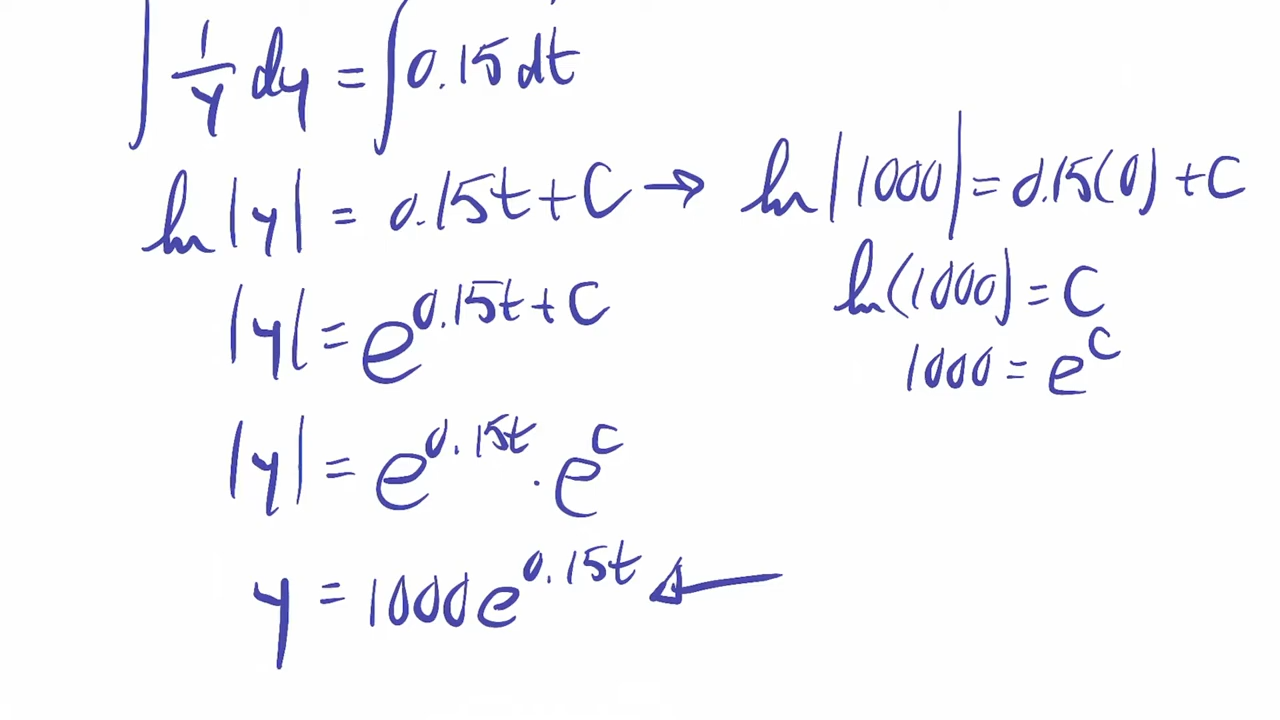 ∫ 1/y dy = ∫ 0.15 dt
ln |y| = 0.15t + C → ln |1000| = 0.15(0) + C
ln(1000) = C
|y| = e^(0.15t + C)
1000 = e^C
|y| = e^(0.15t) · e^C
y = 1000e^(0.15t) ←